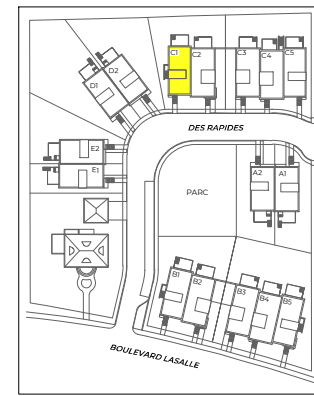 C1
C2
C3
C4
C5
D2
D1
DES RAPIDES
E2
E1
A2
A1
PARC
B1
B2
B3
B4
B5
BOULEVARD LASALLE